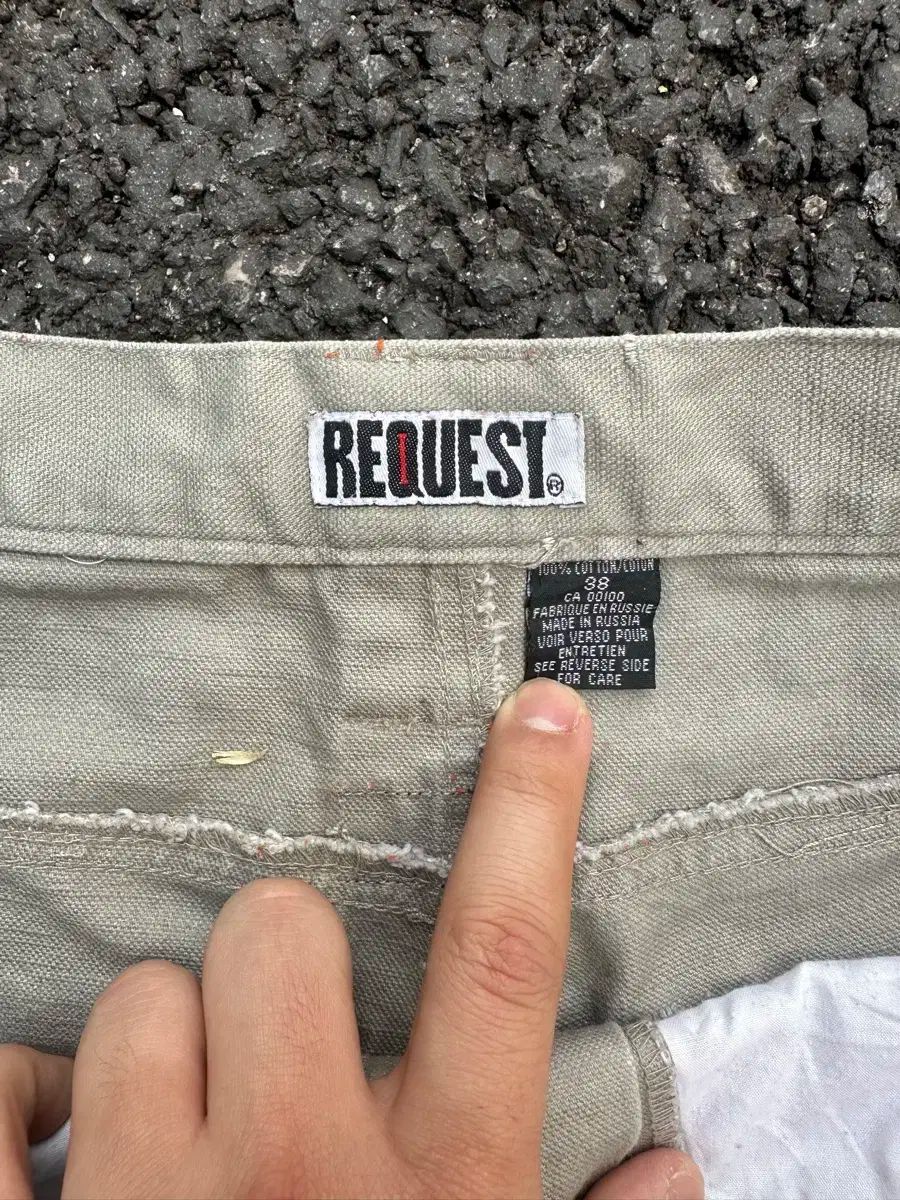 REQUEST®
I
100% COTTON/COTON
38
CA 00100
FABRIQUE EN RUSSIE
MADE IN RUSSIA
VOIR VERSO POUR
ENTRETIEN
SEE REVERSE SIDE
FOR CARE